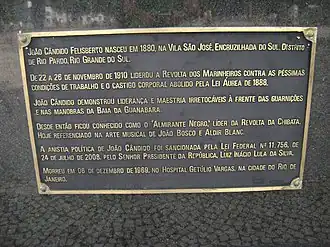 JOÃO CÂNDIDO FELISBERTO NASCEU EM 1880, NA VILA SÃO JOSÉ, ENCRUZILHADA DO SUL, DISTRITO
DE RIO PARDO, RIO GRANDE DO SUL.
DE 22 A 26 DE NOVEMBRO DE 1910 LIDEROU A REVOLTA DOS MARINHEIROS CONTRA AS PÉSSIMAS
CONDIÇÕES DE TRABALHO E O CASTIGO CORPORAL ABOLIDO PELA LEI ÁUREA DE 1888.
JOÃO CÂNDIDO DEMONSTROU LIDERANÇA E MAESTRIA IRRETOCÁVEIS À FRENTE DAS GUARNIÇÕES
E NAS MANOBRAS DA BAIA DA GUANABARA.
DESDE ENTÃO FICOU CONHECIDO COMO O 'ALMIRANTE NEGRO', LÍDER DA REVOLTA DA CHIBATA,
HOJE REFERENCIADO NA ARTE MUSICAL DE JOÃO BOSCO E ALDIR BLANC.
A ANISTIA POLÍTICA DE JOÃO CÂNDIDO FOI SANCIONADA PELA LEI FEDERAL Nº 11.756, DE
24 DE JULHO DE 2008, PELO SENHOR PRESIDENTE DA REPÚBLICA, LUIZ INÁCIO LULA DA SILVA.
MORREU EM 06 DE DEZEMBRO DE 1969, NO HOSPITAL GETÚLIO VARGAS, NA CIDADE DO RIO DE
JANEIRO.